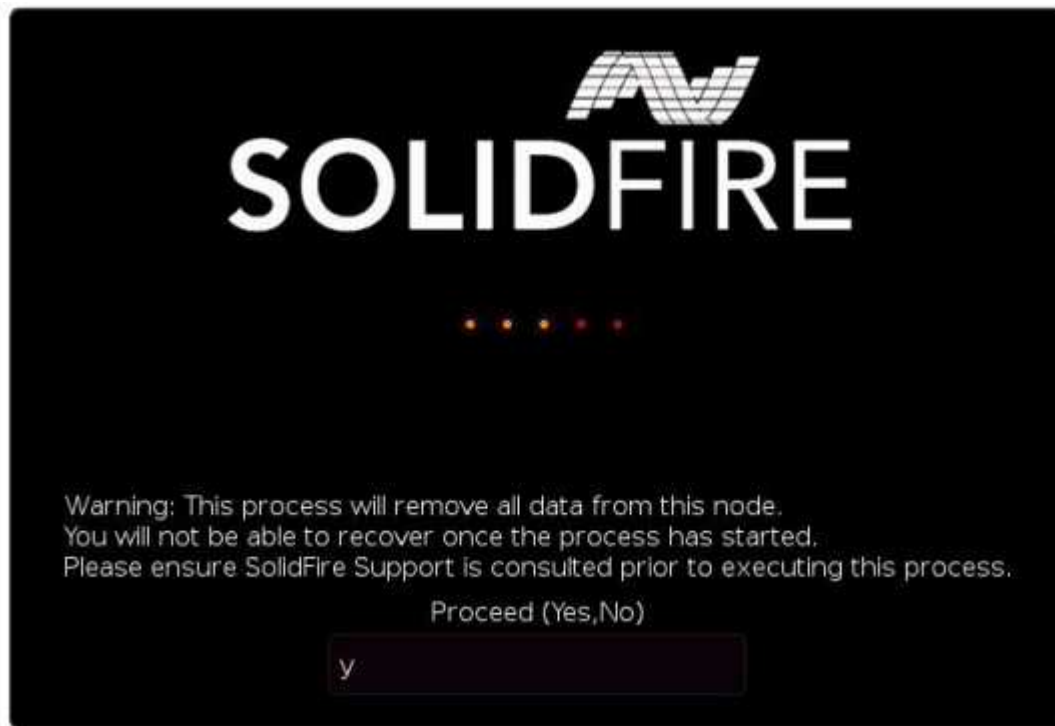 SOLIDFIRE
Warning: This process will remove all data from this node.
You will not be able to recover once the process has started.
Please ensure SolidFire Support is consulted prior to executing this process.
Proceed (Yes,No)
y